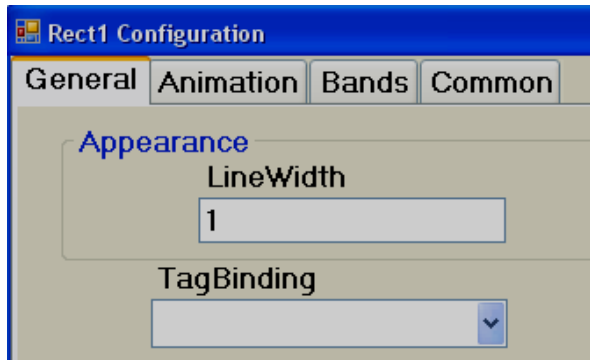 Rect1 Configuration
General Animation Bands Common
Appearance
LineWidth
1
TagBinding